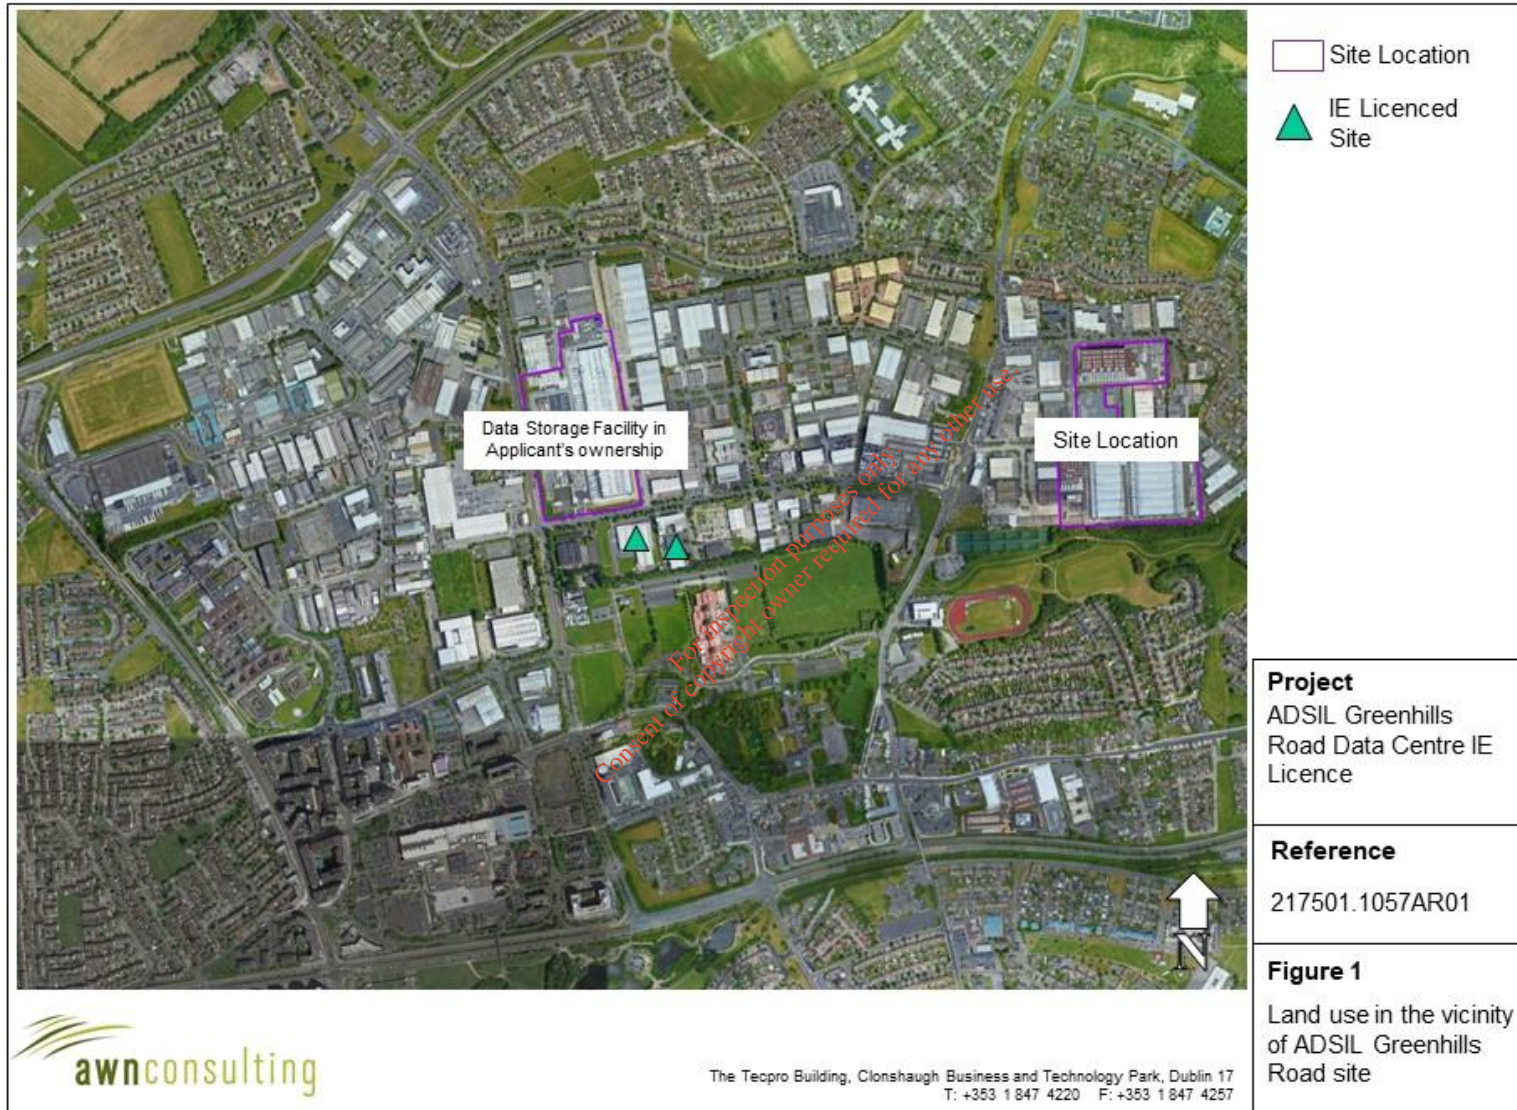 Site Location
IE Licenced
Site
Data Storage Facility in
Applicant's ownership
Site Location
For inspection purposes only.
Consent of copyright owner required for any other use.
Project
ADSIL Greenhills
Road Data Centre IE
Licence
Reference
217501.1057AR01
N
Figure 1
Land use in the vicinity
of ADSIL Greenhills
Road site
awnconsulting
The Tecpro Building, Clonshaugh Business and Technology Park, Dublin 17
T: +353 1 847 4220 F: +353 1 847 4257